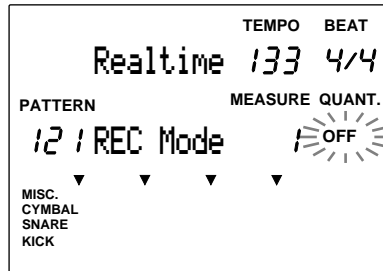 TEMPO BEAT
Realtime 133 4/4
PATTERN MEASURE QUANT.
121 REC Mode 1 OFF
MISC.
CYMBAL
SNARE
KICK